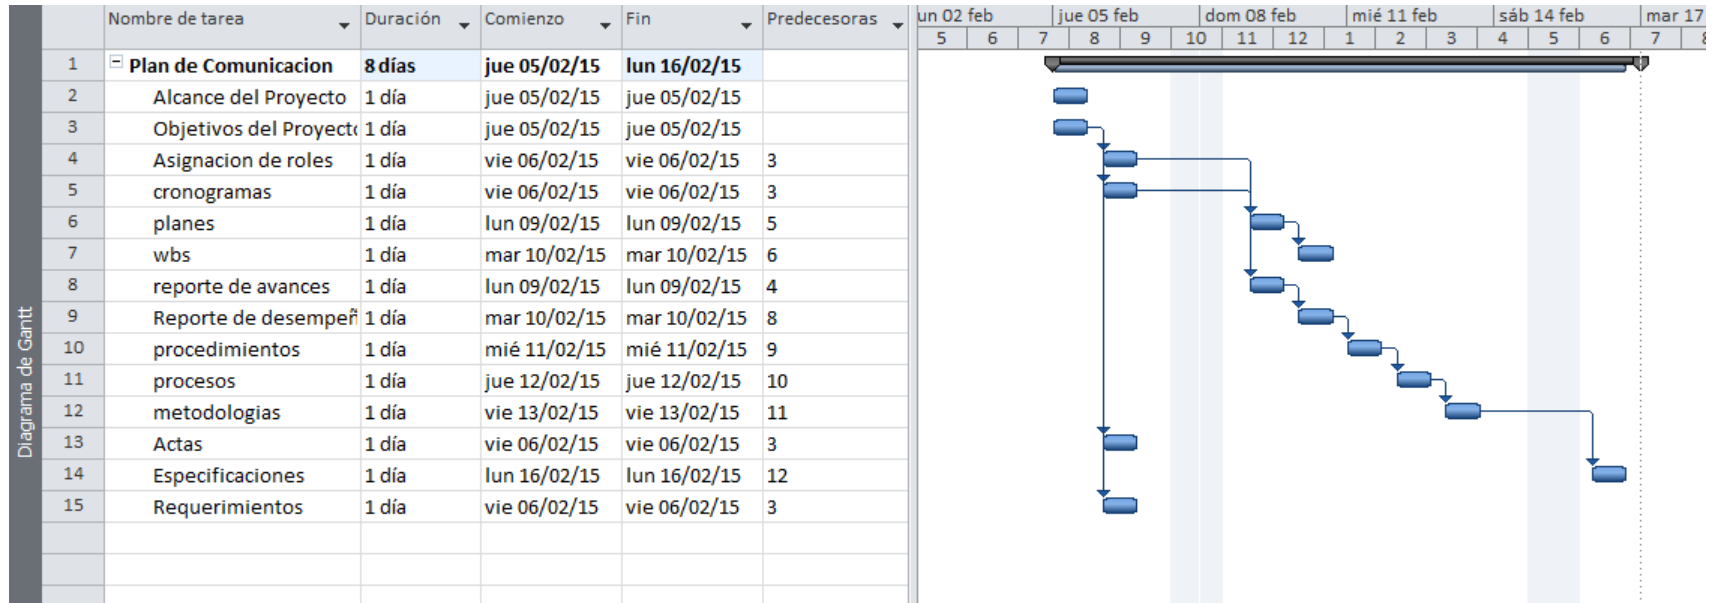 Nombre de tarea Duración Comienzo Fin Predecesoras
un 02 feb jue 05 feb dom 08 feb mié 11 feb sáb 14 feb mar 17
5 6 7 8 9 10 11 12 1 2 3 4 5 6 7 8
1 Plan de Comunicacion 8 días jue 05/02/15 lun 16/02/15
2 Alcance del Proyecto 1 día jue 05/02/15 jue 05/02/15
3 Objetivos del Proyect 1 día jue 05/02/15 jue 05/02/15
4 Asignacion de roles 1 día vie 06/02/15 vie 06/02/15 3
5 cronogramas 1 día vie 06/02/15 vie 06/02/15 3
6 planes 1 día lun 09/02/15 lun 09/02/15 5
7 wbs 1 día mar 10/02/15 mar 10/02/15 6
8 reporte de avances 1 día lun 09/02/15 lun 09/02/15 4
9 Reporte de desempeñ 1 día mar 10/02/15 mar 10/02/15 8
10 procedimientos 1 día mié 11/02/15 mié 11/02/15 9
11 procesos 1 día jue 12/02/15 jue 12/02/15 10
12 metodologias 1 día vie 13/02/15 vie 13/02/15 11
13 Actas 1 día vie 06/02/15 vie 06/02/15 3
14 Especificaciones 1 día lun 16/02/15 lun 16/02/15 12
15 Requerimientos 1 día vie 06/02/15 vie 06/02/15 3
Diagrama de Gantt